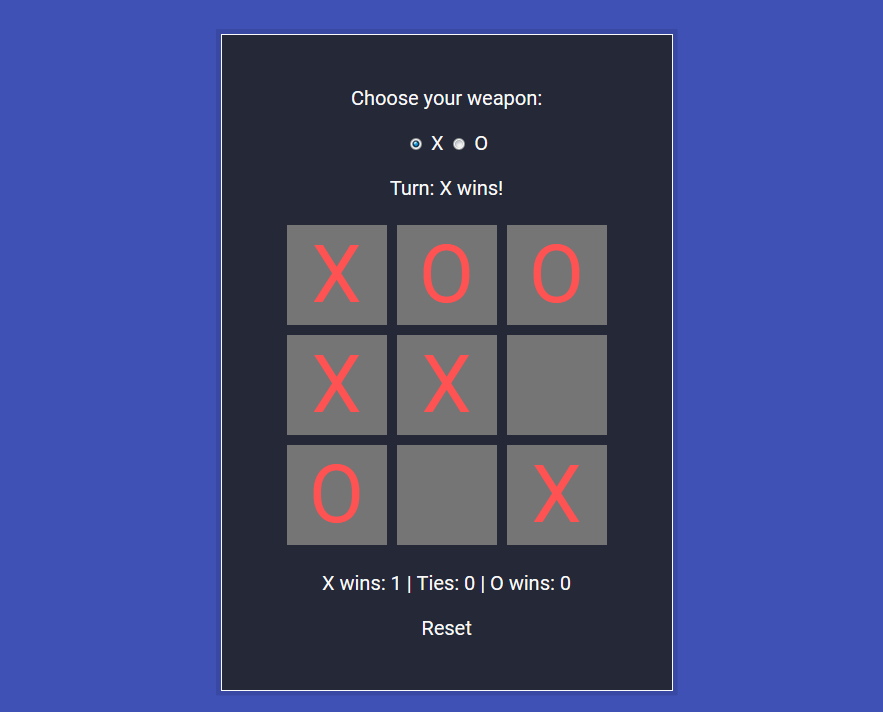 Choose your weapon:
X O
Turn: X wins!
X O O
X X
O X
X wins: 1 | Ties: 0 | O wins: 0
Reset